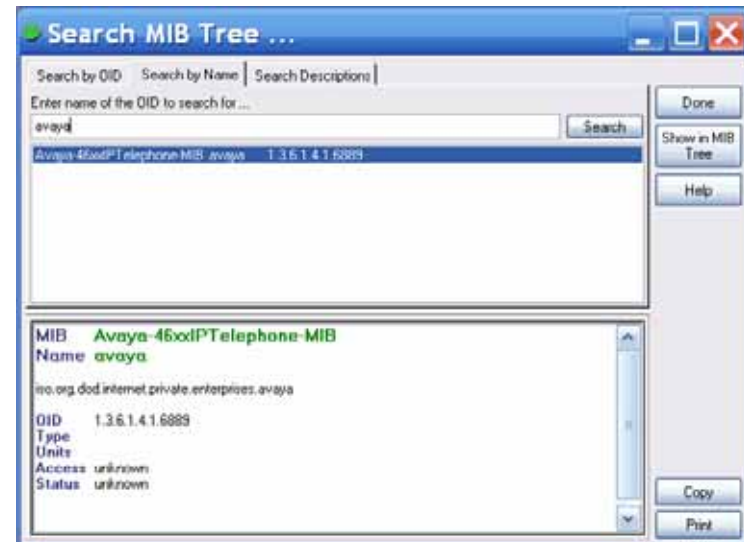 Search MIB Tree ...
Search by OID Search by Name Search Descriptions
Enter name of the OID to search for ...
avaya
Search
Avaya-46xxIPTelephone-MIB avaya 1.3.6.1.4.1.6889
Done
Show in MIB
Tree
Help
MIB Avaya-46xxIPTelephone-MIB
Name avaya
iso.org.dod.internet.private.enterprises.avaya
OID 1.3.6.1.4.1.6889
Type
Units
Access unknown
Status unknown
Copy
Print